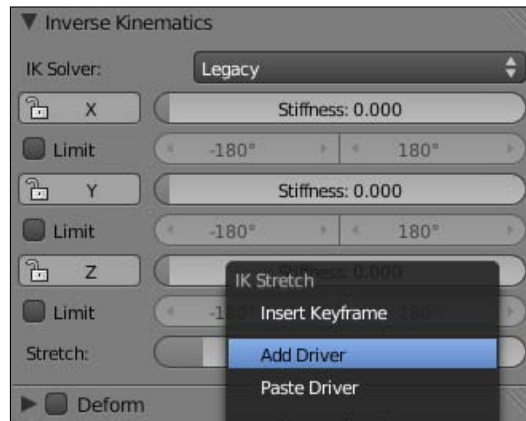 Inverse Kinematics
IK Solver: Legacy
X Stiffness: 0.000
Limit -180° 180°
Y Stiffness: 0.000
Limit -180° 180°
Z
IK Stretch
Limit
Insert Keyframe
Stretch:
Add Driver
Paste Driver
Deform